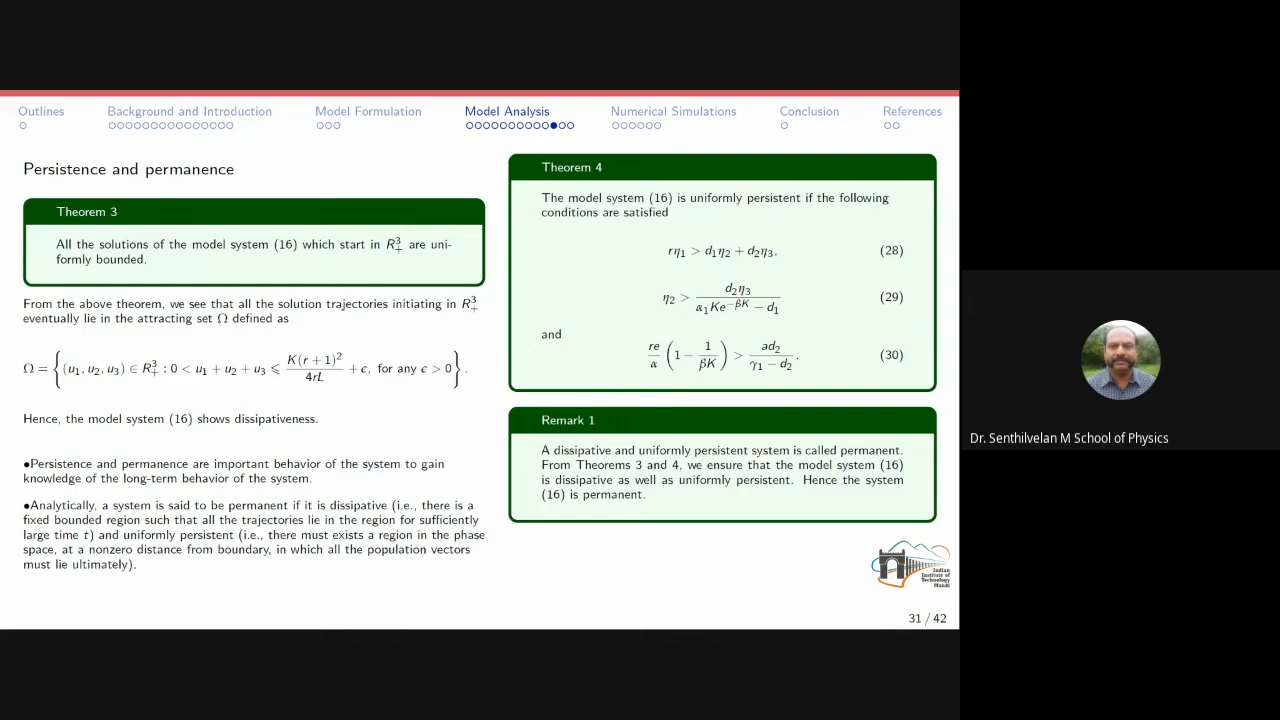 Outlines
Background and Introduction
Model Formulation
Model Analysis
Numerical Simulations
Conclusion
References
Persistence and permanence
Theorem 3
All the solutions of the model system (16) which start in R³₊ are uni-
formly bounded.
From the above theorem, we see that all the solution trajectories initiating in R³₊
eventually lie in the attracting set Ω defined as
Ω = { (u₁, u₂, u₃) ∈ R³₊ : 0 < u₁ + u₂ + u₃ ⩽ K(r + 1)² / 4rL + ϵ, for any ϵ > 0 } .
Hence, the model system (16) shows dissipativeness.
•Persistence and permanence are important behavior of the system to gain
knowledge of the long-term behavior of the system.
•Analytically, a system is said to be permanent if it is dissipative (i.e., there is a
fixed bounded region such that all the trajectories lie in the region for sufficiently
large time t) and uniformly persistent (i.e., there must exists a region in the phase
space, at a nonzero distance from boundary, in which all the population vectors
must lie ultimately).
Theorem 4
The model system (16) is uniformly persistent if the following
conditions are satisfied
rη₁ > d₁η₂ + d₂η₃, (28)
η₂ > d₂η₃ / α₁Ke^{−βK} − d₁ (29)
and
re / α ( 1 − 1 / βK ) > ad₂ / γ₁ − d₂ . (30)
Remark 1
A dissipative and uniformly persistent system is called permanent.
From Theorems 3 and 4, we ensure that the model system (16)
is dissipative as well as uniformly persistent. Hence the system
(16) is permanent.
Indian
Institute of
Technology
Mandi
31 / 42
Dr. Senthilvelan M School of Physics